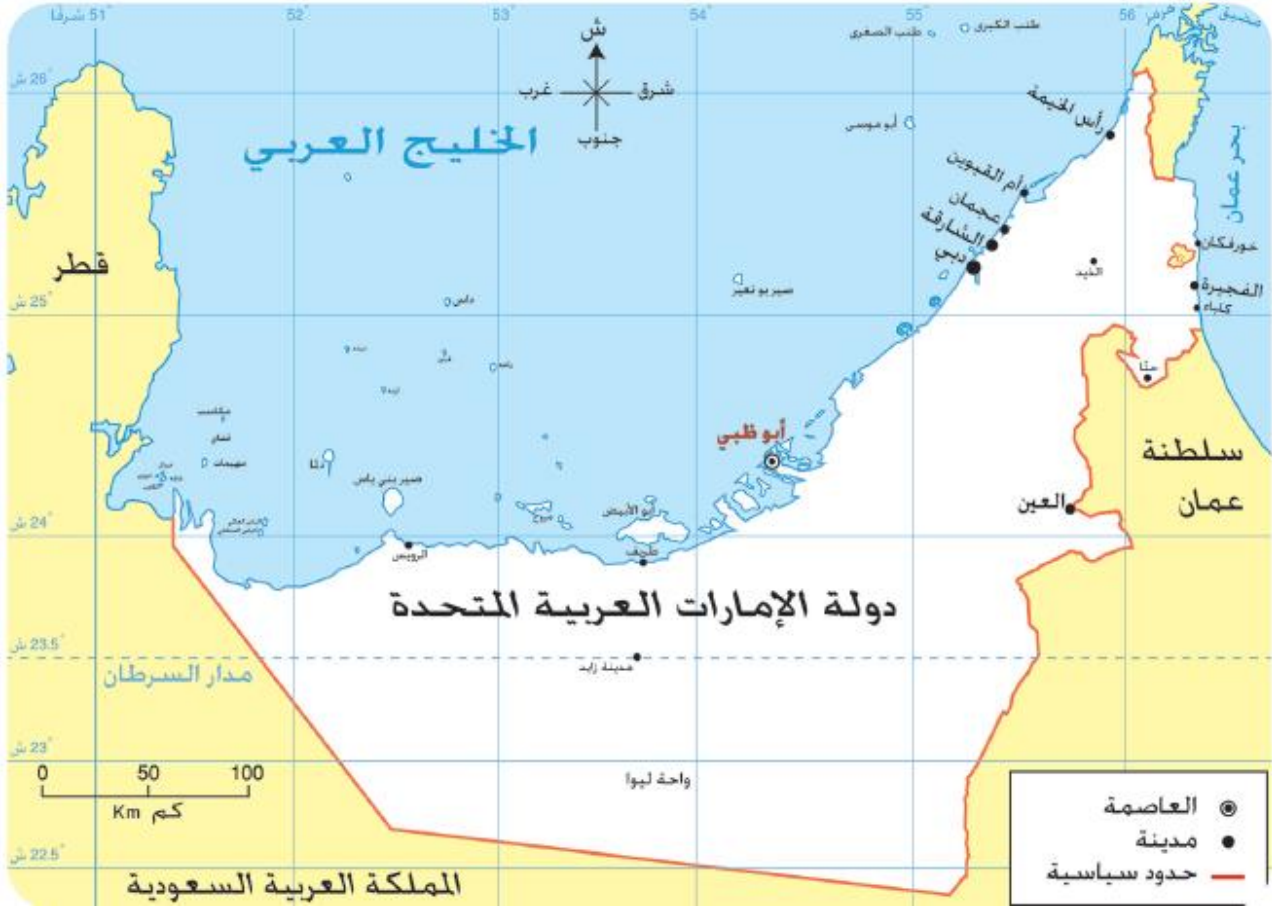 51° شرقًا
52°
53°
54°
55°
56°
مضيق هرمز
26° ش
25° ش
24° ش
23.5°
23° ش
22.5° ش
ش
غرب
شرق
جنوب
طنب الصغرى
طنب الكبرى
أبو موسى
الخليج العربي
بحر عمان
رأس الخيمة
أم القيوين
عجمان
الشارقة
دبي
خورفكان
الذيد
الفجيرة
كلباء
حتا
قطر
صير بو نعير
داس
أبو ظبي
دلما
صير بني ياس
أبو الأبيض
مروح
سلطنة
عمان
العين
الرويس
طريف
دولة الإمارات العربية المتحدة
مدار السرطان
مدينة زايد
واحة ليوا
0 50 100
Km كم
المملكة العربية السعودية
العاصمة
مدينة
حدود سياسية